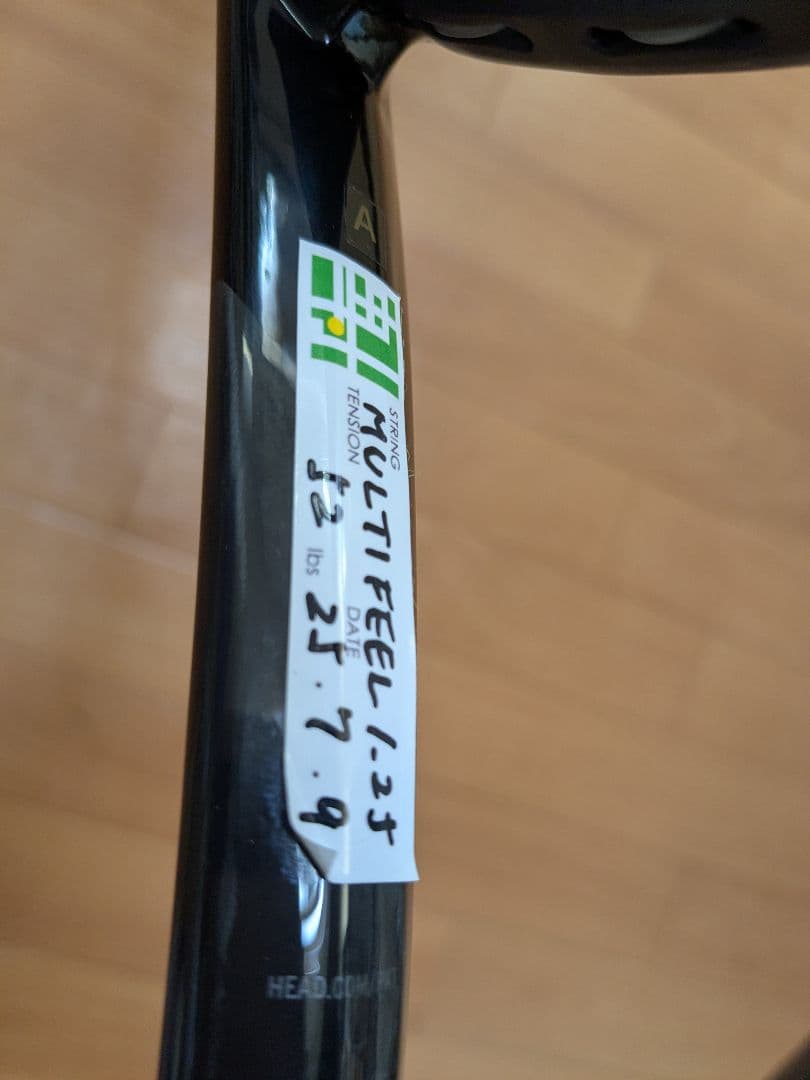 A
STRING
MULTIFEEL 1.25
TENSION DATE
52 lbs 25.7.9
HEAD.COM